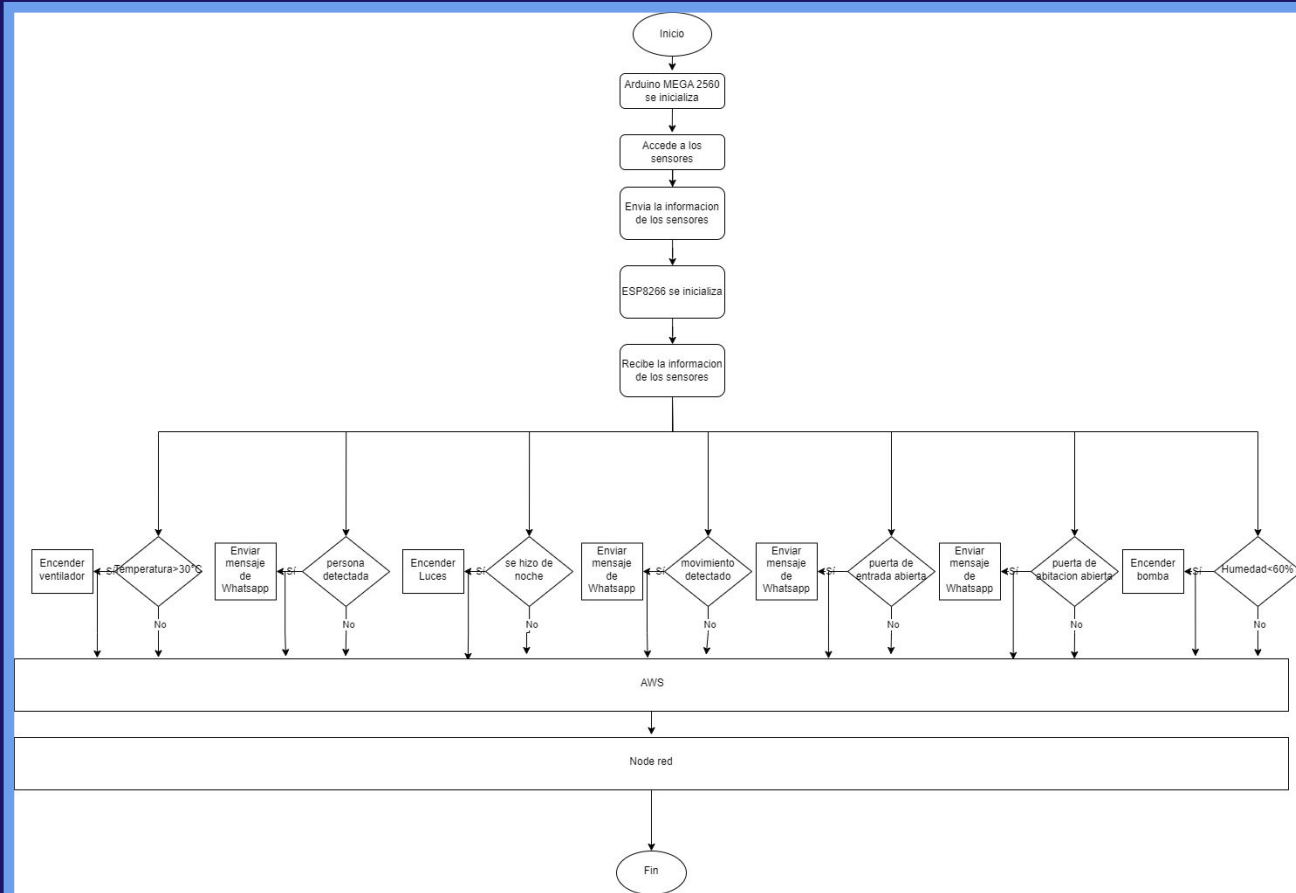 Inicio
Arduino MEGA 2560
se inicializa
Accede a los
sensores
Envia la informacion
de los sensores
ESP8266 se inicializa
Recibe la informacion
de los sensores
Encender
ventilador
Sí
Temperatura>30°C
No
Enviar
mensaje
de
Whatsapp
Sí
persona
detectada
No
Encender
Luces
Sí
se hizo de
noche
No
Enviar
mensaje
de
Whatsapp
Sí
movimiento
detectado
No
Enviar
mensaje
de
Whatsapp
Sí
puerta de
entrada abierta
No
Enviar
mensaje
de
Whatsapp
Sí
puerta de
abitacion abierta
No
Encender
bomba
Sí
Humedad<60%
No
AWS
Node red
Fin